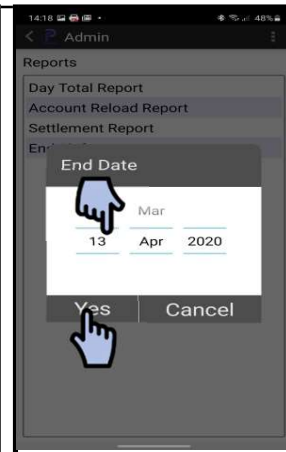 14:18 48%
Admin
Reports
Day Total Report
Account Reload Report
Settlement Report
End
End Date
Mar
13 Apr 2020
Yes Cancel